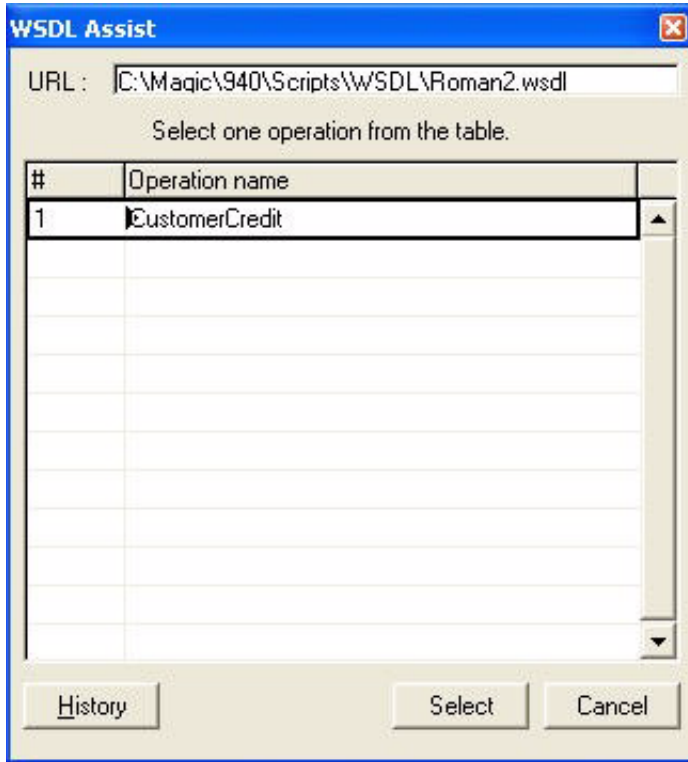 WSDL Assist
URL : C:\Magic\940\Scripts\WSDL\Roman2.wsdl
Select one operation from the table.
# Operation name
1 CustomerCredit
History Select Cancel